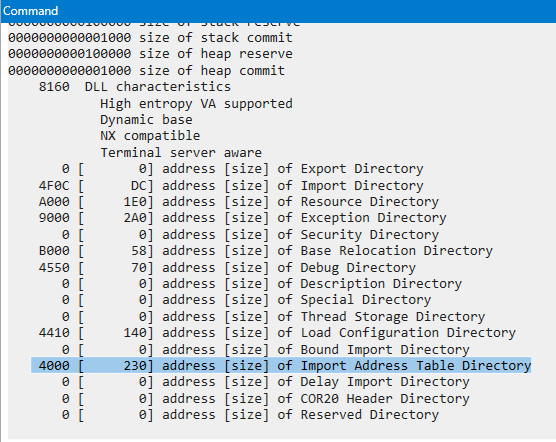 Command
0000000000100000 size of stack reserve
0000000000001000 size of stack commit
0000000000100000 size of heap reserve
0000000000001000 size of heap commit
8160 DLL characteristics
High entropy VA supported
Dynamic base
NX compatible
Terminal server aware
0 [ 0] address [size] of Export Directory
4F0C [ DC] address [size] of Import Directory
A000 [ 1E0] address [size] of Resource Directory
9000 [ 2A0] address [size] of Exception Directory
0 [ 0] address [size] of Security Directory
B000 [ 58] address [size] of Base Relocation Directory
4550 [ 70] address [size] of Debug Directory
0 [ 0] address [size] of Description Directory
0 [ 0] address [size] of Special Directory
0 [ 0] address [size] of Thread Storage Directory
4410 [ 140] address [size] of Load Configuration Directory
0 [ 0] address [size] of Bound Import Directory
4000 [ 230] address [size] of Import Address Table Directory
0 [ 0] address [size] of Delay Import Directory
0 [ 0] address [size] of COR20 Header Directory
0 [ 0] address [size] of Reserved Directory